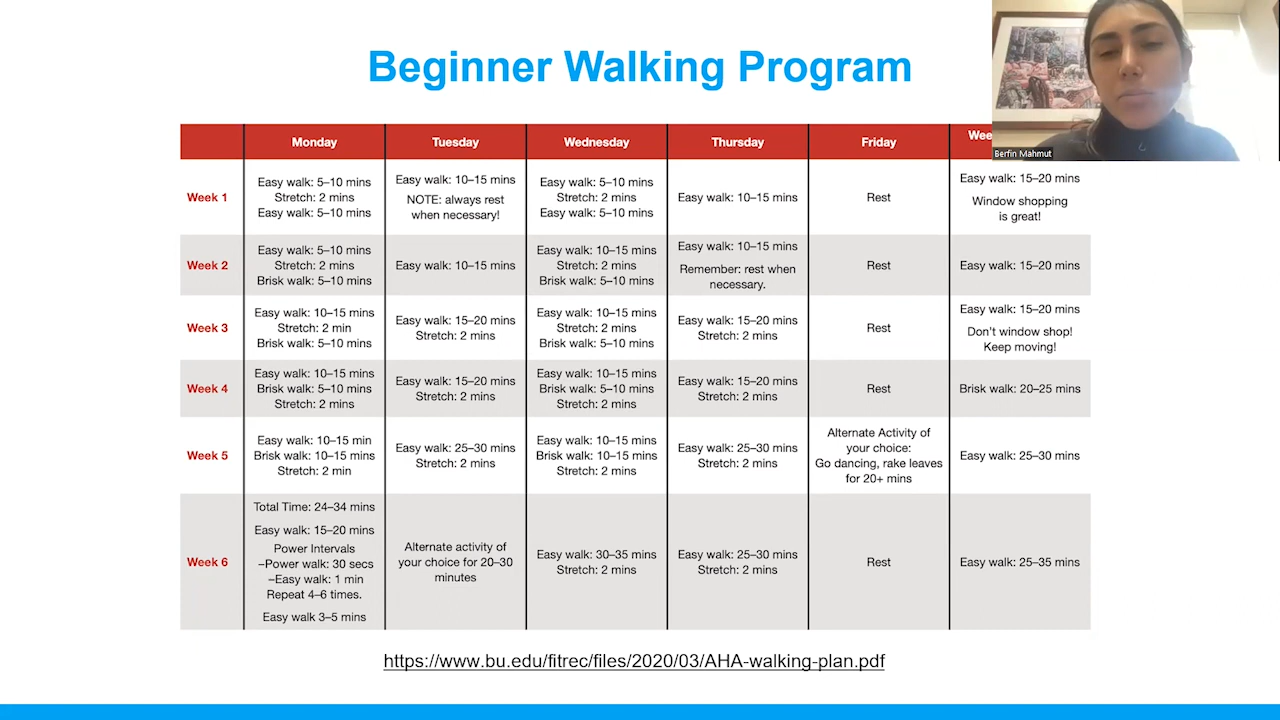 Beginner Walking Program
Berfin Mahmut
Monday
Tuesday
Wednesday
Thursday
Friday
Week 1
Easy walk: 5–10 mins
Stretch: 2 mins
Easy walk: 5–10 mins
Easy walk: 10–15 mins
NOTE: always rest
when necessary!
Easy walk: 5–10 mins
Stretch: 2 mins
Easy walk: 5–10 mins
Easy walk: 10–15 mins
Rest
Easy walk: 15–20 mins
Window shopping
is great!
Week 2
Easy walk: 5–10 mins
Stretch: 2 mins
Brisk walk: 5–10 mins
Easy walk: 10–15 mins
Easy walk: 10–15 mins
Stretch: 2 mins
Brisk walk: 5–10 mins
Easy walk: 10–15 mins
Remember: rest when
necessary.
Rest
Easy walk: 15–20 mins
Week 3
Easy walk: 10–15 mins
Stretch: 2 min
Brisk walk: 5–10 mins
Easy walk: 15–20 mins
Stretch: 2 mins
Easy walk: 10–15 mins
Stretch: 2 mins
Brisk walk: 5–10 mins
Easy walk: 15–20 mins
Stretch: 2 mins
Rest
Easy walk: 15–20 mins
Don't window shop!
Keep moving!
Week 4
Easy walk: 10–15 mins
Brisk walk: 5–10 mins
Stretch: 2 mins
Easy walk: 15–20 mins
Stretch: 2 mins
Easy walk: 10–15 mins
Brisk walk: 5–10 mins
Stretch: 2 mins
Easy walk: 15–20 mins
Stretch: 2 mins
Rest
Brisk walk: 20–25 mins
Week 5
Easy walk: 10–15 min
Brisk walk: 10–15 mins
Stretch: 2 min
Easy walk: 25–30 mins
Stretch: 2 mins
Easy walk: 10–15 mins
Brisk walk: 10–15 mins
Stretch: 2 mins
Easy walk: 25–30 mins
Stretch: 2 mins
Alternate Activity of
your choice:
Go dancing, rake leaves
for 20+ mins
Easy walk: 25–30 mins
Week 6
Total Time: 24–34 mins
Easy walk: 15–20 mins
Power Intervals
–Power walk: 30 secs
–Easy walk: 1 min
Repeat 4–6 times.
Easy walk 3–5 mins
Alternate activity of
your choice for 20–30
minutes
Easy walk: 30–35 mins
Stretch: 2 mins
Easy walk: 25–30 mins
Stretch: 2 mins
Rest
Easy walk: 25–35 mins
https://www.bu.edu/fitrec/files/2020/03/AHA-walking-plan.pdf